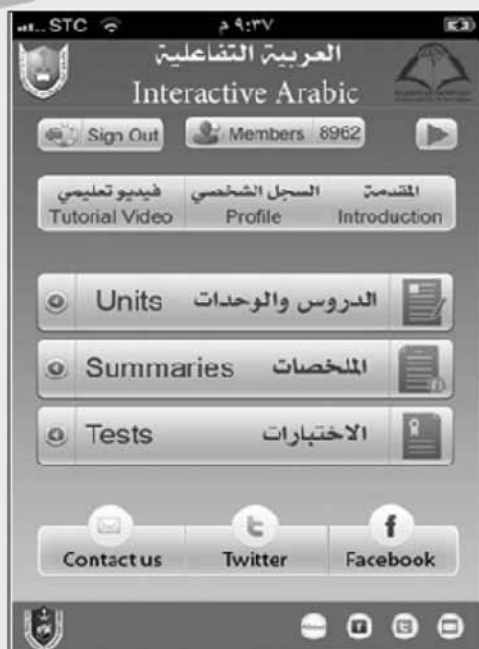 STC ٩:٣٧ م
العربية التفاعلية
Interactive Arabic
Sign Out Members 8962
فيديو تعليمي السجل الشخصي المقدمة
Tutorial Video Profile Introduction
Units الدروس والوحدات
Summaries الملخصات
Tests الاختبارات
Contact us Twitter Facebook